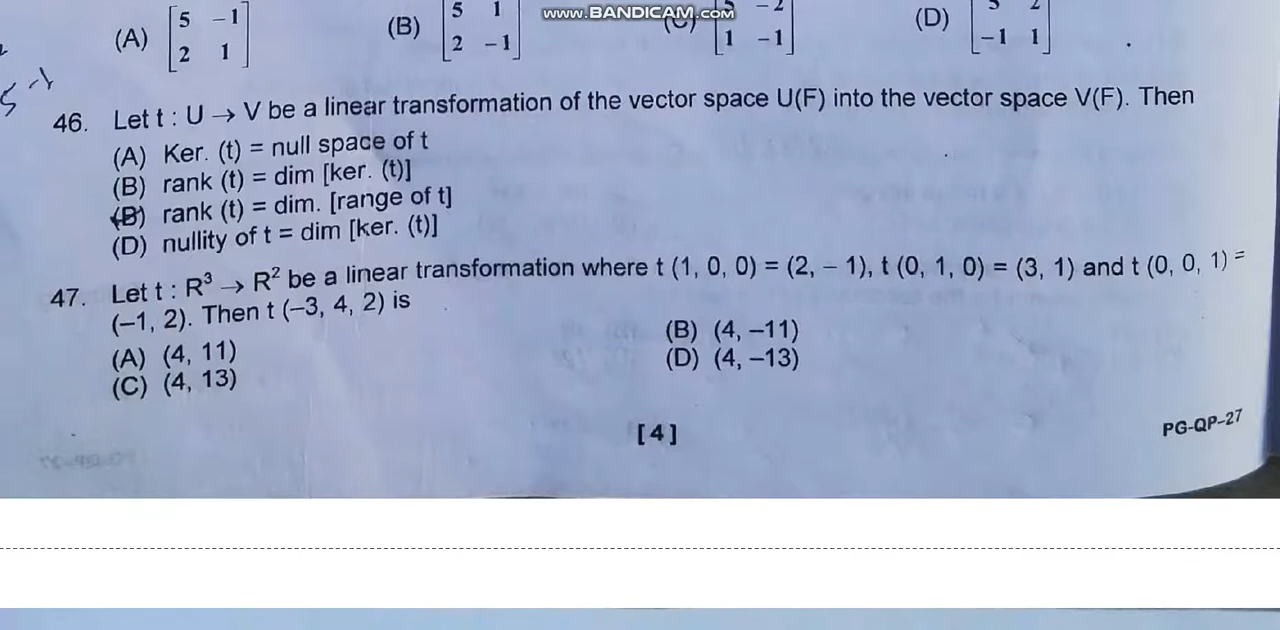 www.BANDICAM.com
(A) [5 -1
2 1]
(B) [5 1
2 -1]
(C) [5 -2
1 -1]
(D) [5 2
-1 1]
46. Let t : U → V be a linear transformation of the vector space U(F) into the vector space V(F). Then
(A) Ker. (t) = null space of t
(B) rank (t) = dim [ker. (t)]
(B) rank (t) = dim. [range of t]
(D) nullity of t = dim [ker. (t)]
47. Let t : R³ → R² be a linear transformation where t (1, 0, 0) = (2, – 1), t (0, 1, 0) = (3, 1) and t (0, 0, 1) =
(–1, 2). Then t (–3, 4, 2) is
(A) (4, 11) (B) (4, –11)
(C) (4, 13) (D) (4, –13)
[4]
PG-QP-27